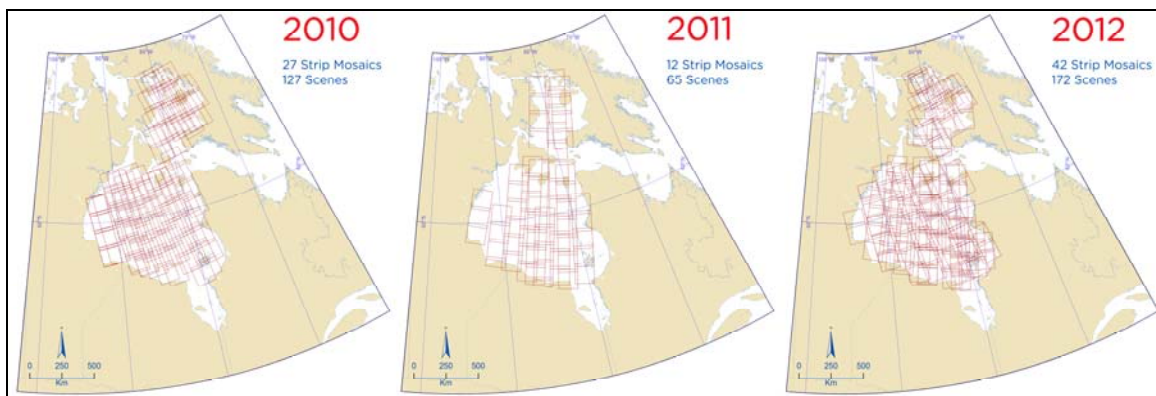 2010
27 Strip Mosaics
127 Scenes
0 250 500
Km
2011
12 Strip Mosaics
65 Scenes
0 250 500
Km
2012
42 Strip Mosaics
172 Scenes
0 250 500
Km